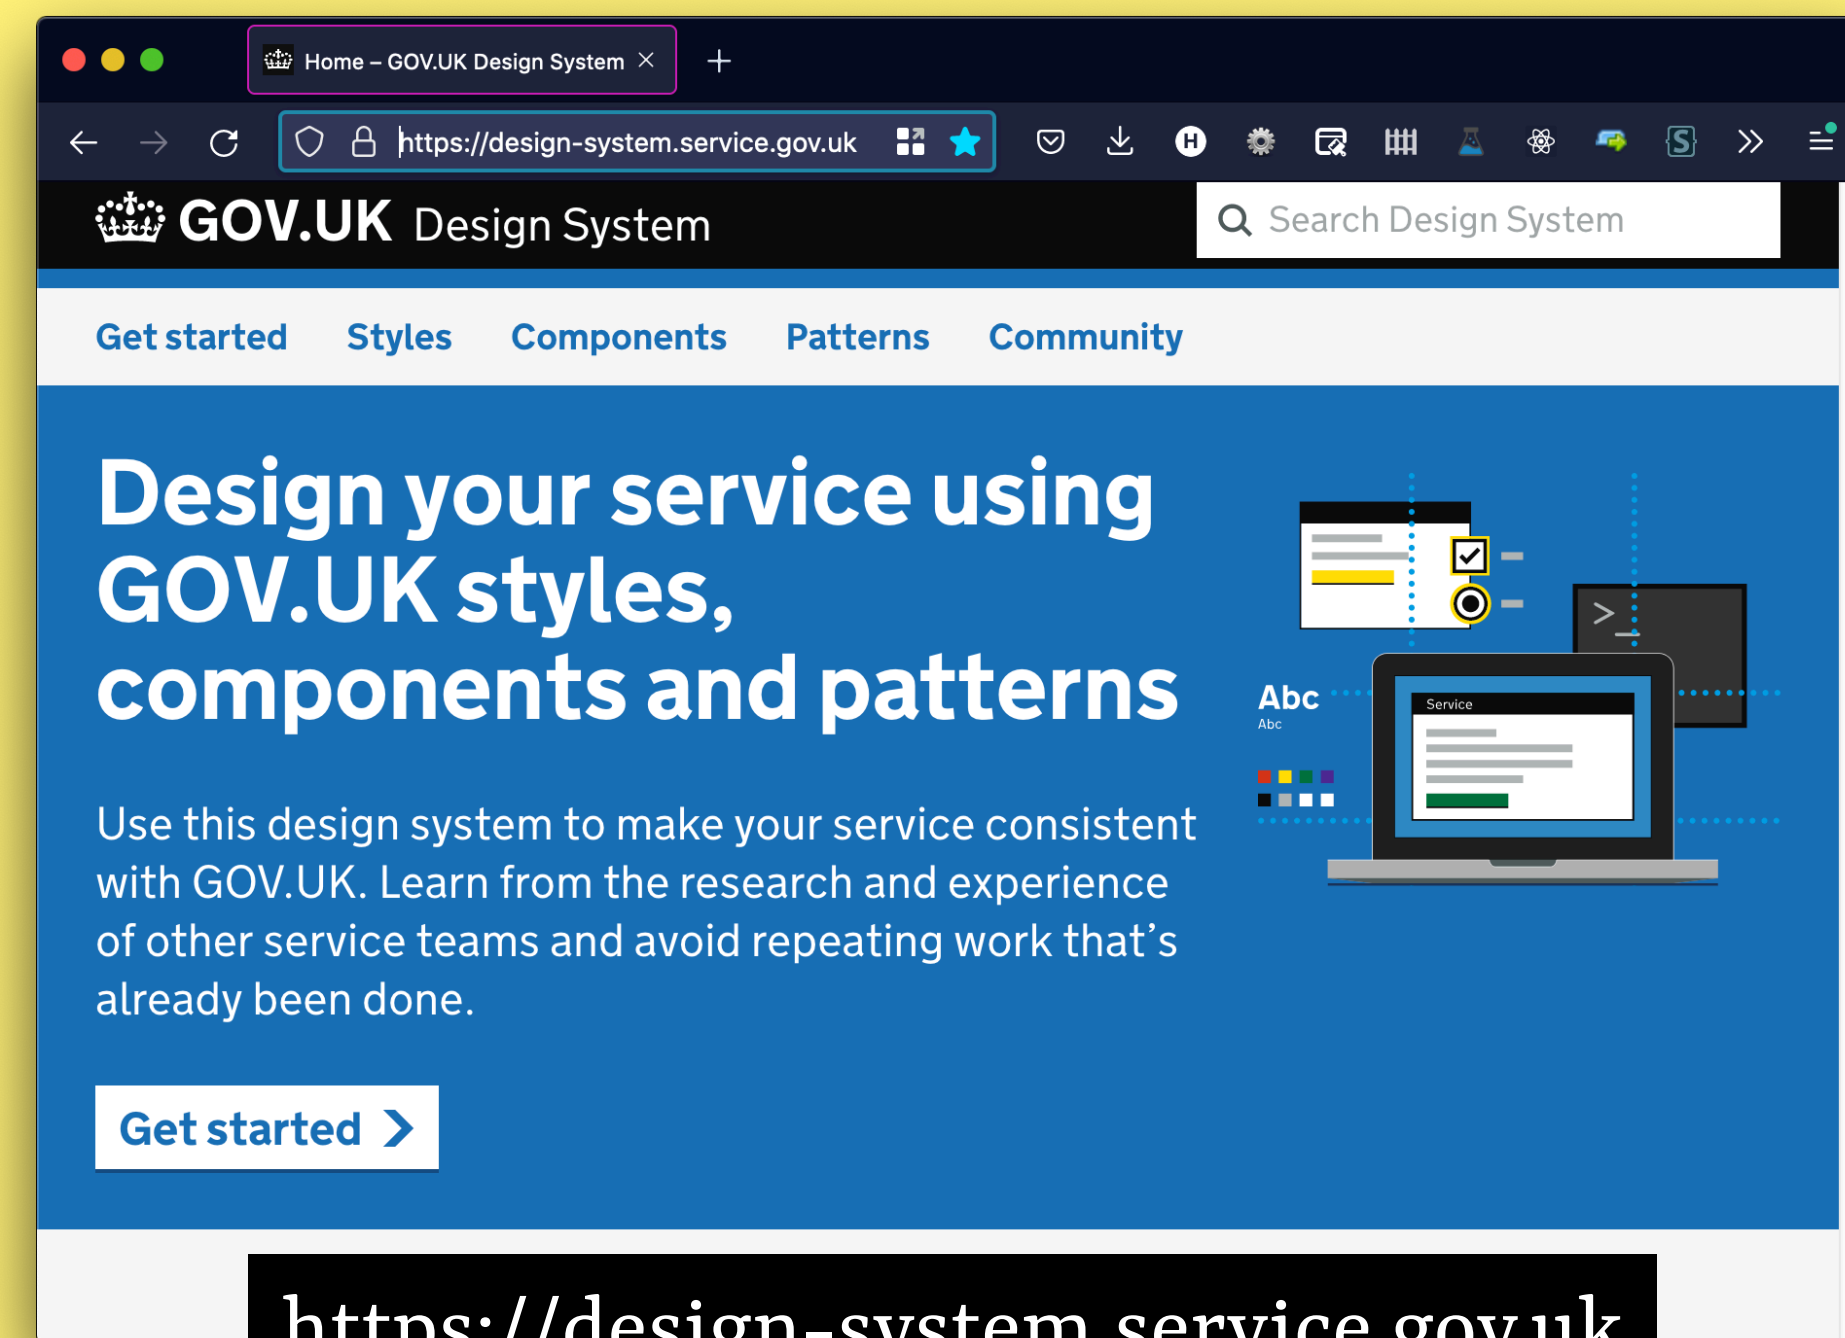 Home – GOV.UK Design System
https://design-system.service.gov.uk
GOV.UK Design System
Search Design System
Get started Styles Components Patterns Community
Design your service using
GOV.UK styles,
components and patterns
Use this design system to make your service consistent
with GOV.UK. Learn from the research and experience
of other service teams and avoid repeating work that’s
already been done.
Get started
Abc
Abc
>_
Service
https://design-system.service.gov.uk